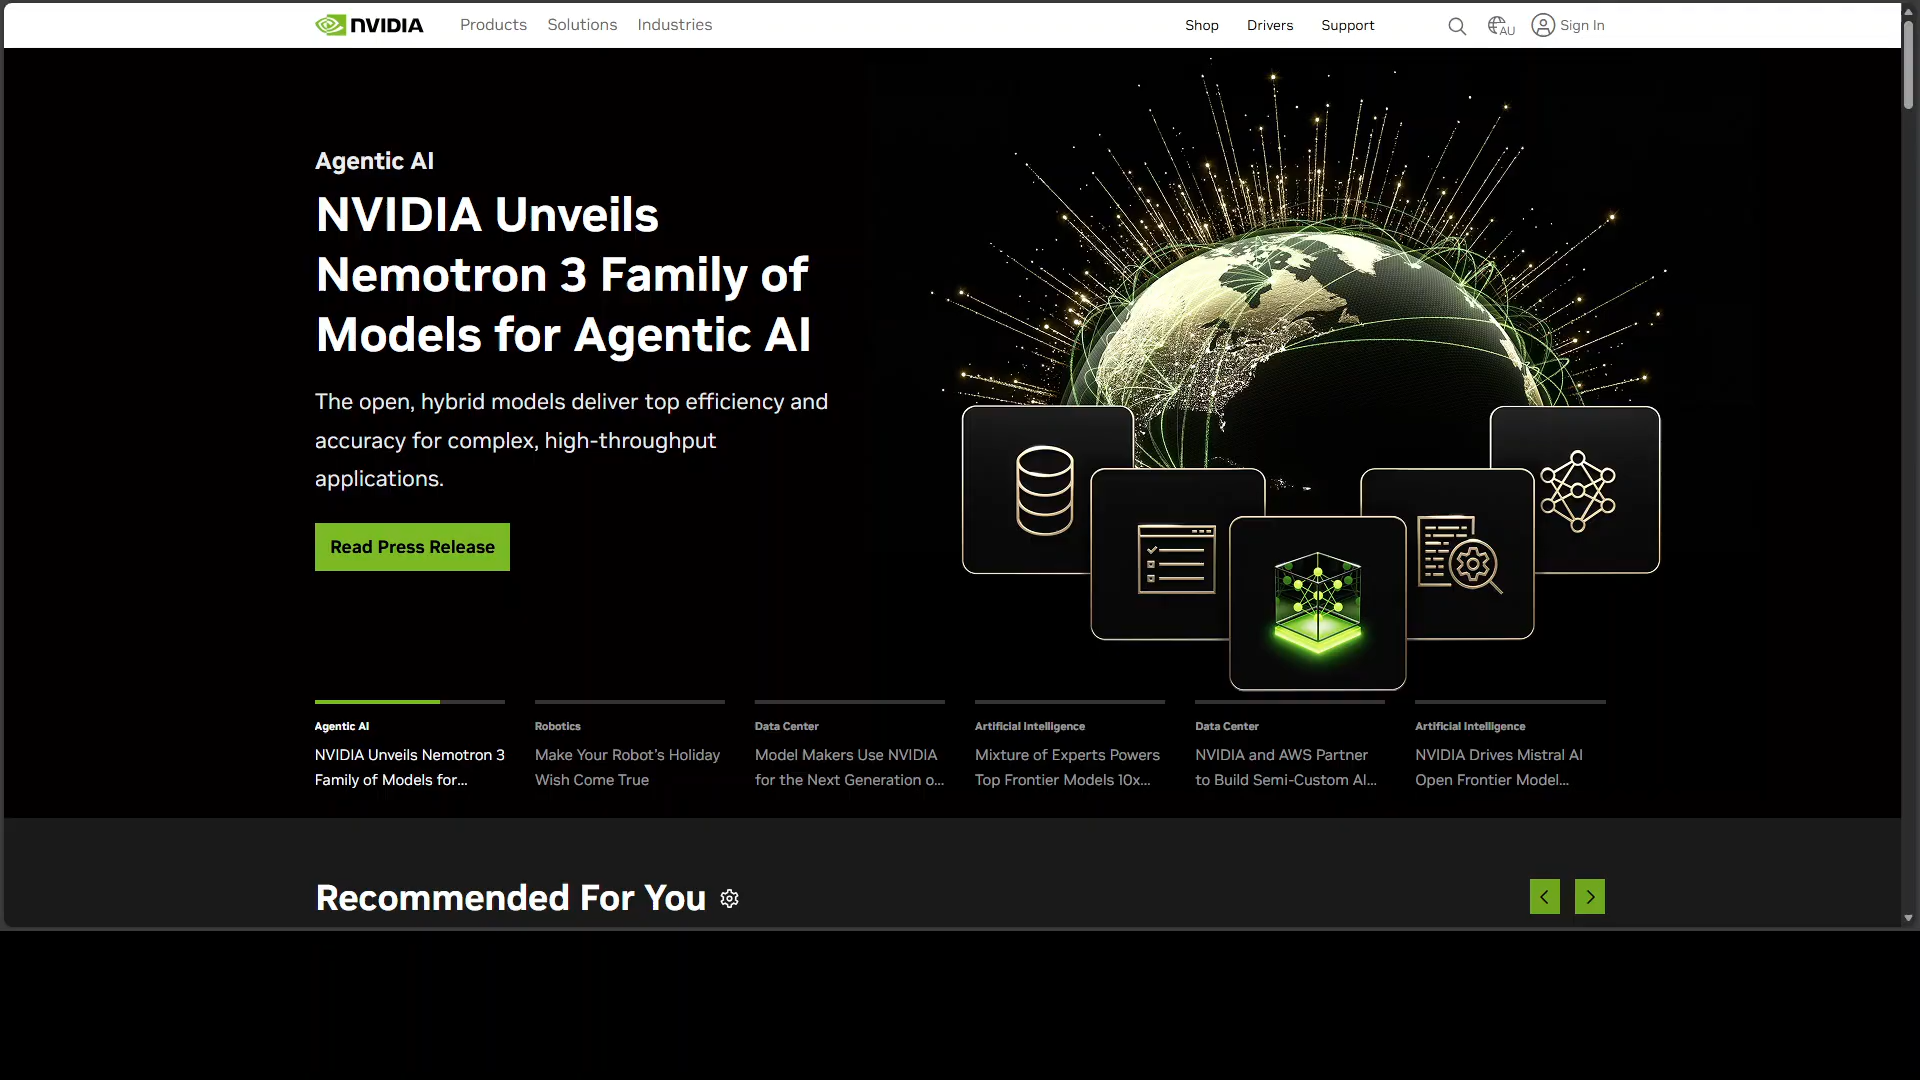 NVIDIA Products Solutions Industries Shop Drivers Support AU Sign In
Agentic AI
NVIDIA Unveils
Nemotron 3 Family of
Models for Agentic AI
The open, hybrid models deliver top efficiency and
accuracy for complex, high-throughput
applications.
Read Press Release
Agentic AI
NVIDIA Unveils Nemotron 3
Family of Models for...
Robotics
Make Your Robot's Holiday
Wish Come True
Data Center
Model Makers Use NVIDIA
for the Next Generation o...
Artificial Intelligence
Mixture of Experts Powers
Top Frontier Models 10x...
Data Center
NVIDIA and AWS Partner
to Build Semi-Custom AI...
Artificial Intelligence
NVIDIA Drives Mistral AI
Open Frontier Model...
Recommended For You